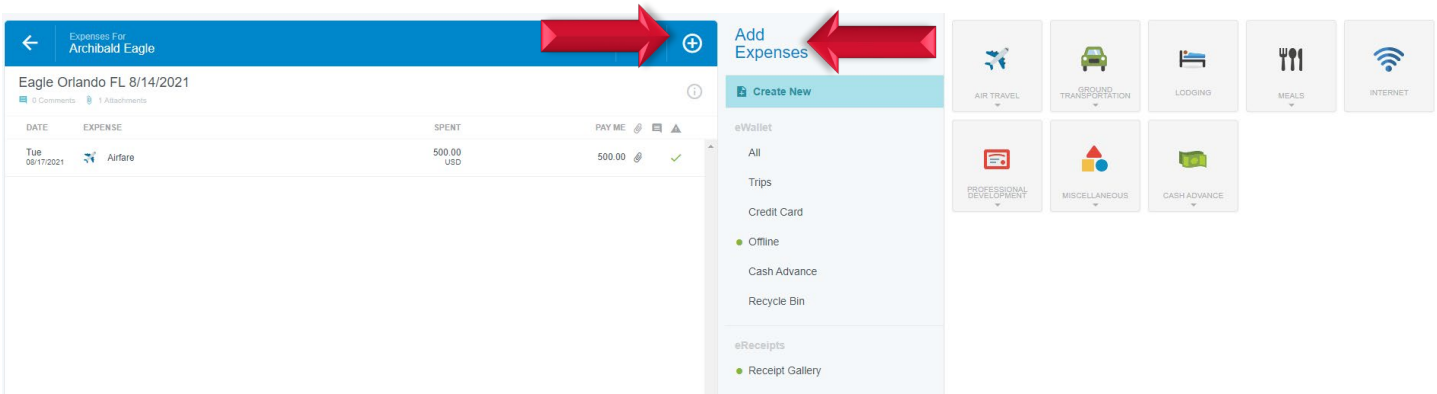 Expenses For
Archibald Eagle
Eagle Orlando FL 8/14/2021
0 Comments 1 Attachments
DATE EXPENSE SPENT PAY ME
Tue
08/17/2021
Airfare
500.00
USD
500.00
Add
Expenses
Create New
eWallet
All
Trips
Credit Card
Offline
Cash Advance
Recycle Bin
eReceipts
Receipt Gallery
AIR TRAVEL
GROUND
TRANSPORTATION
LODGING
MEALS
INTERNET
PROFESSIONAL
DEVELOPMENT
MISCELLANEOUS
CASH ADVANCE